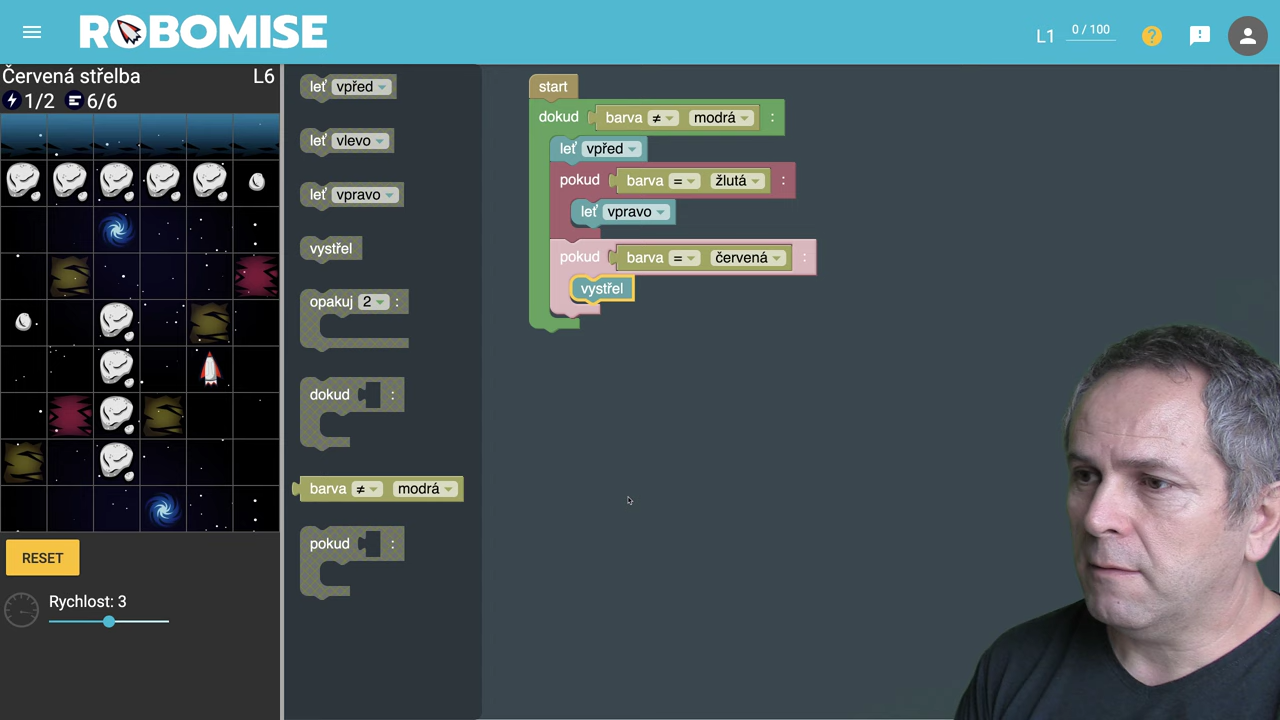 ROBOMISE
L1
0 / 100
?
Červená střelba
L6
1/2
6/6
RESET
Rychlost: 3
leť vpřed
leť vlevo
leť vpravo
vystřel
opakuj 2 :
dokud :
barva ≠ modrá
pokud :
start
dokud barva ≠ modrá :
leť vpřed
pokud barva = žlutá :
leť vpravo
pokud barva = červená :
vystřel